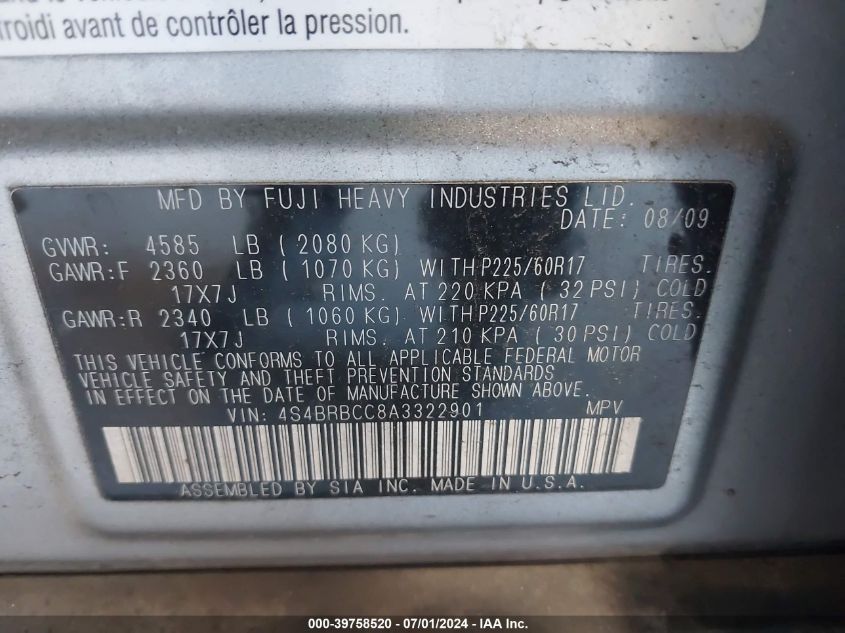 froidi avant de contrôler la pression.
MFD BY FUJI HEAVY INDUSTRIES LTD.
DATE: 08/09
GVWR: 4585 LB ( 2080 KG)
GAWR:F 2360 LB ( 1070 KG) WITH P225/60R17 TIRES.
17X7J RIMS. AT 220 KPA ( 32 PSI) COLD
GAWR:R 2340 LB ( 1060 KG) WITH P225/60R17 TIRES.
17X7J RIMS. AT 210 KPA ( 30 PSI) COLD
THIS VEHICLE CONFORMS TO ALL APPLICABLE FEDERAL MOTOR
VEHICLE SAFETY AND THEFT PREVENTION STANDARDS
IN EFFECT ON THE DATE OF MANUFACTURE SHOWN ABOVE.
VIN: 4S4BRBCC8A3322901 MPV
ASSEMBLED BY SIA INC. MADE IN U.S.A.
000-39758520 - 07/01/2024 - IAA Inc.